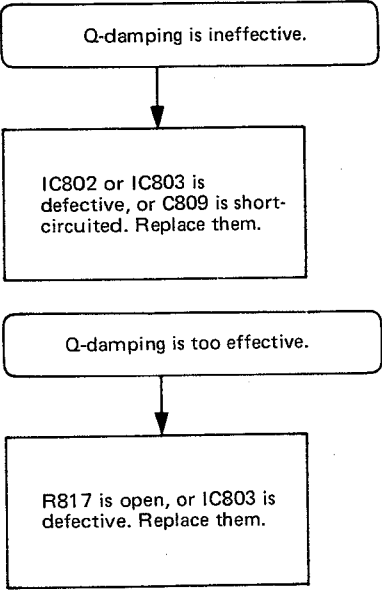 Q-damping is ineffective.
IC802 or IC803 is
defective, or C809 is short-
circuited. Replace them.
Q-damping is too effective.
R817 is open, or IC803 is
defective. Replace them.